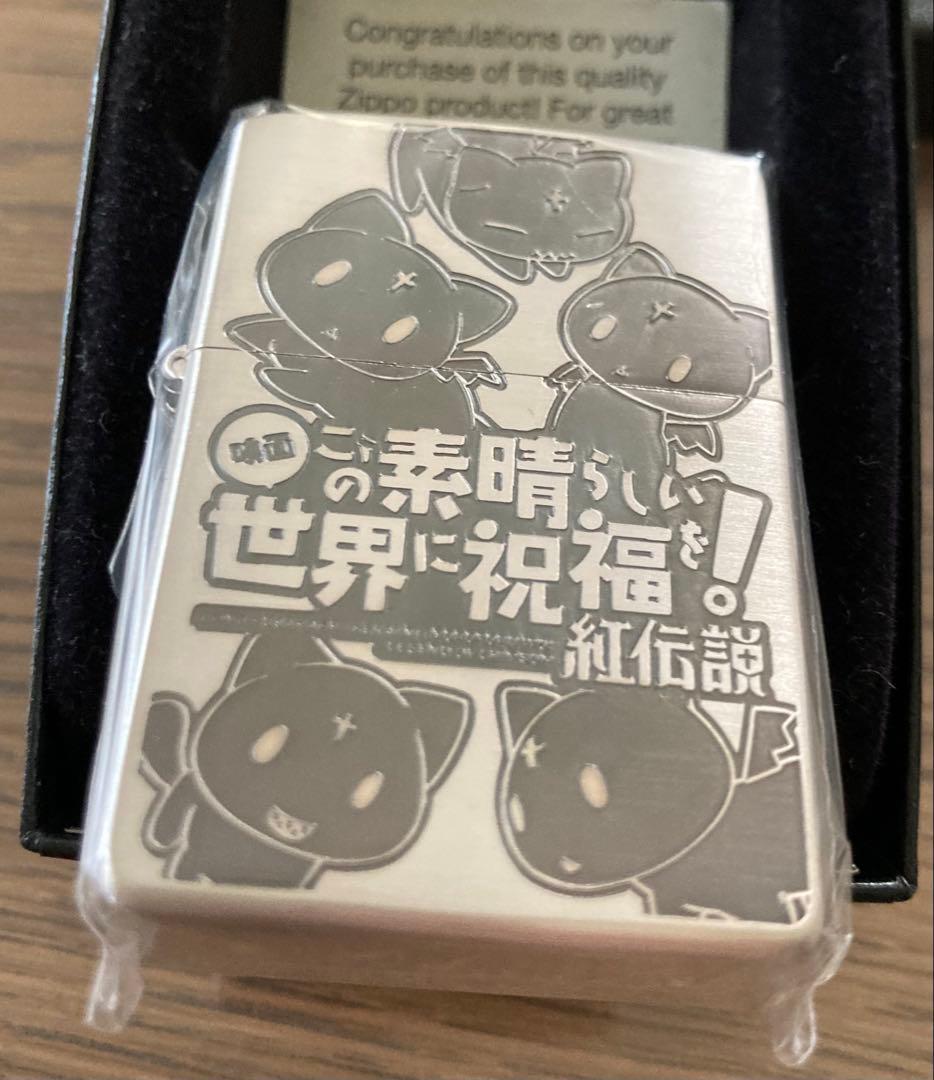 Congratulations on your
purchase of this quality
Zippo product! For great
映画
この素晴らしい
世界に祝福を!
紅伝説